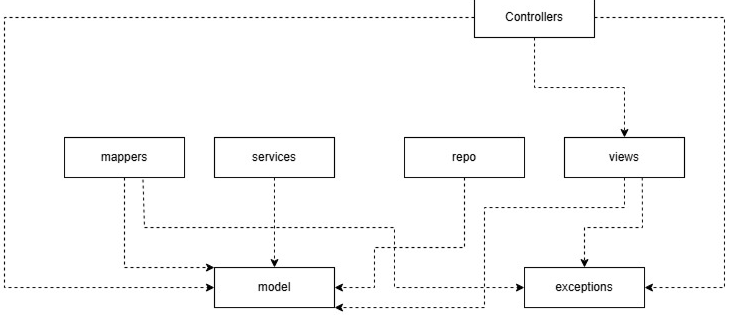 Controllers
mappers
services
repo
views
model
exceptions